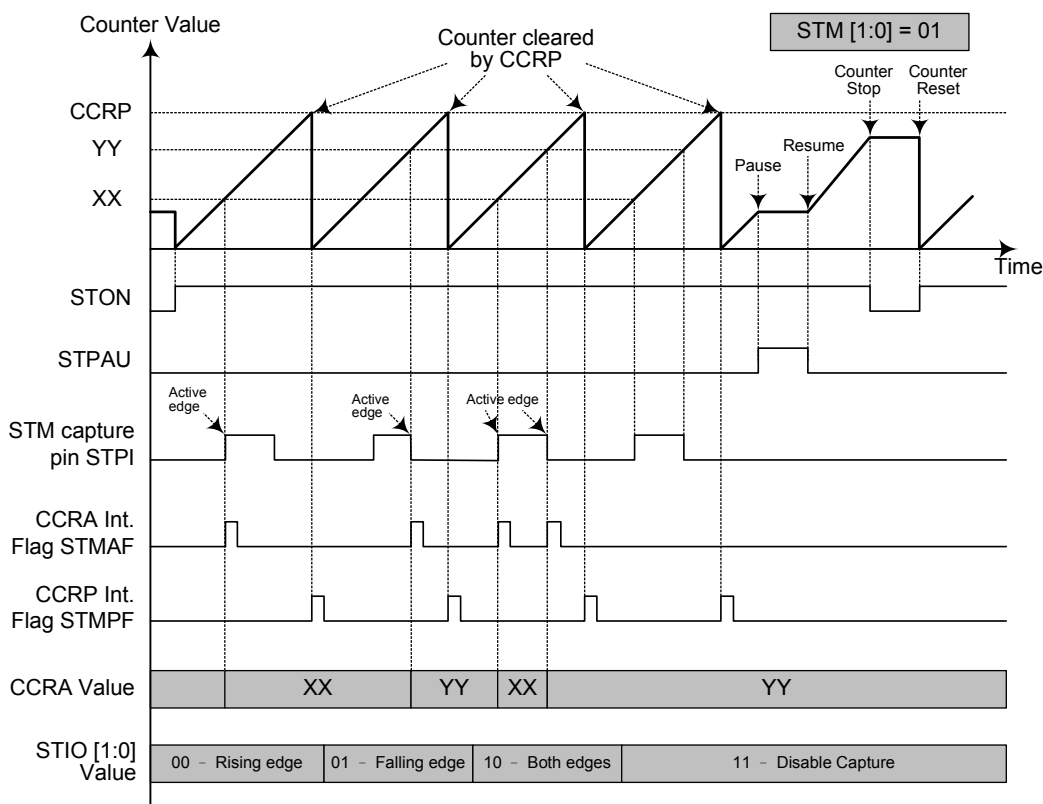 Counter Value
STM [1:0] = 01
Counter cleared
by CCRP
Counter
Stop
Counter
Reset
CCRP
YY
Pause
Resume
XX
Time
STON
STPAU
Active
edge
Active
edge
Active edge
STM capture
pin STPI
CCRA Int.
Flag STMAF
CCRP Int.
Flag STMPF
CCRA Value
XX
YY
XX
YY
STIO [1:0]
Value
00 - Rising edge
01 - Falling edge
10 - Both edges
11 - Disable Capture